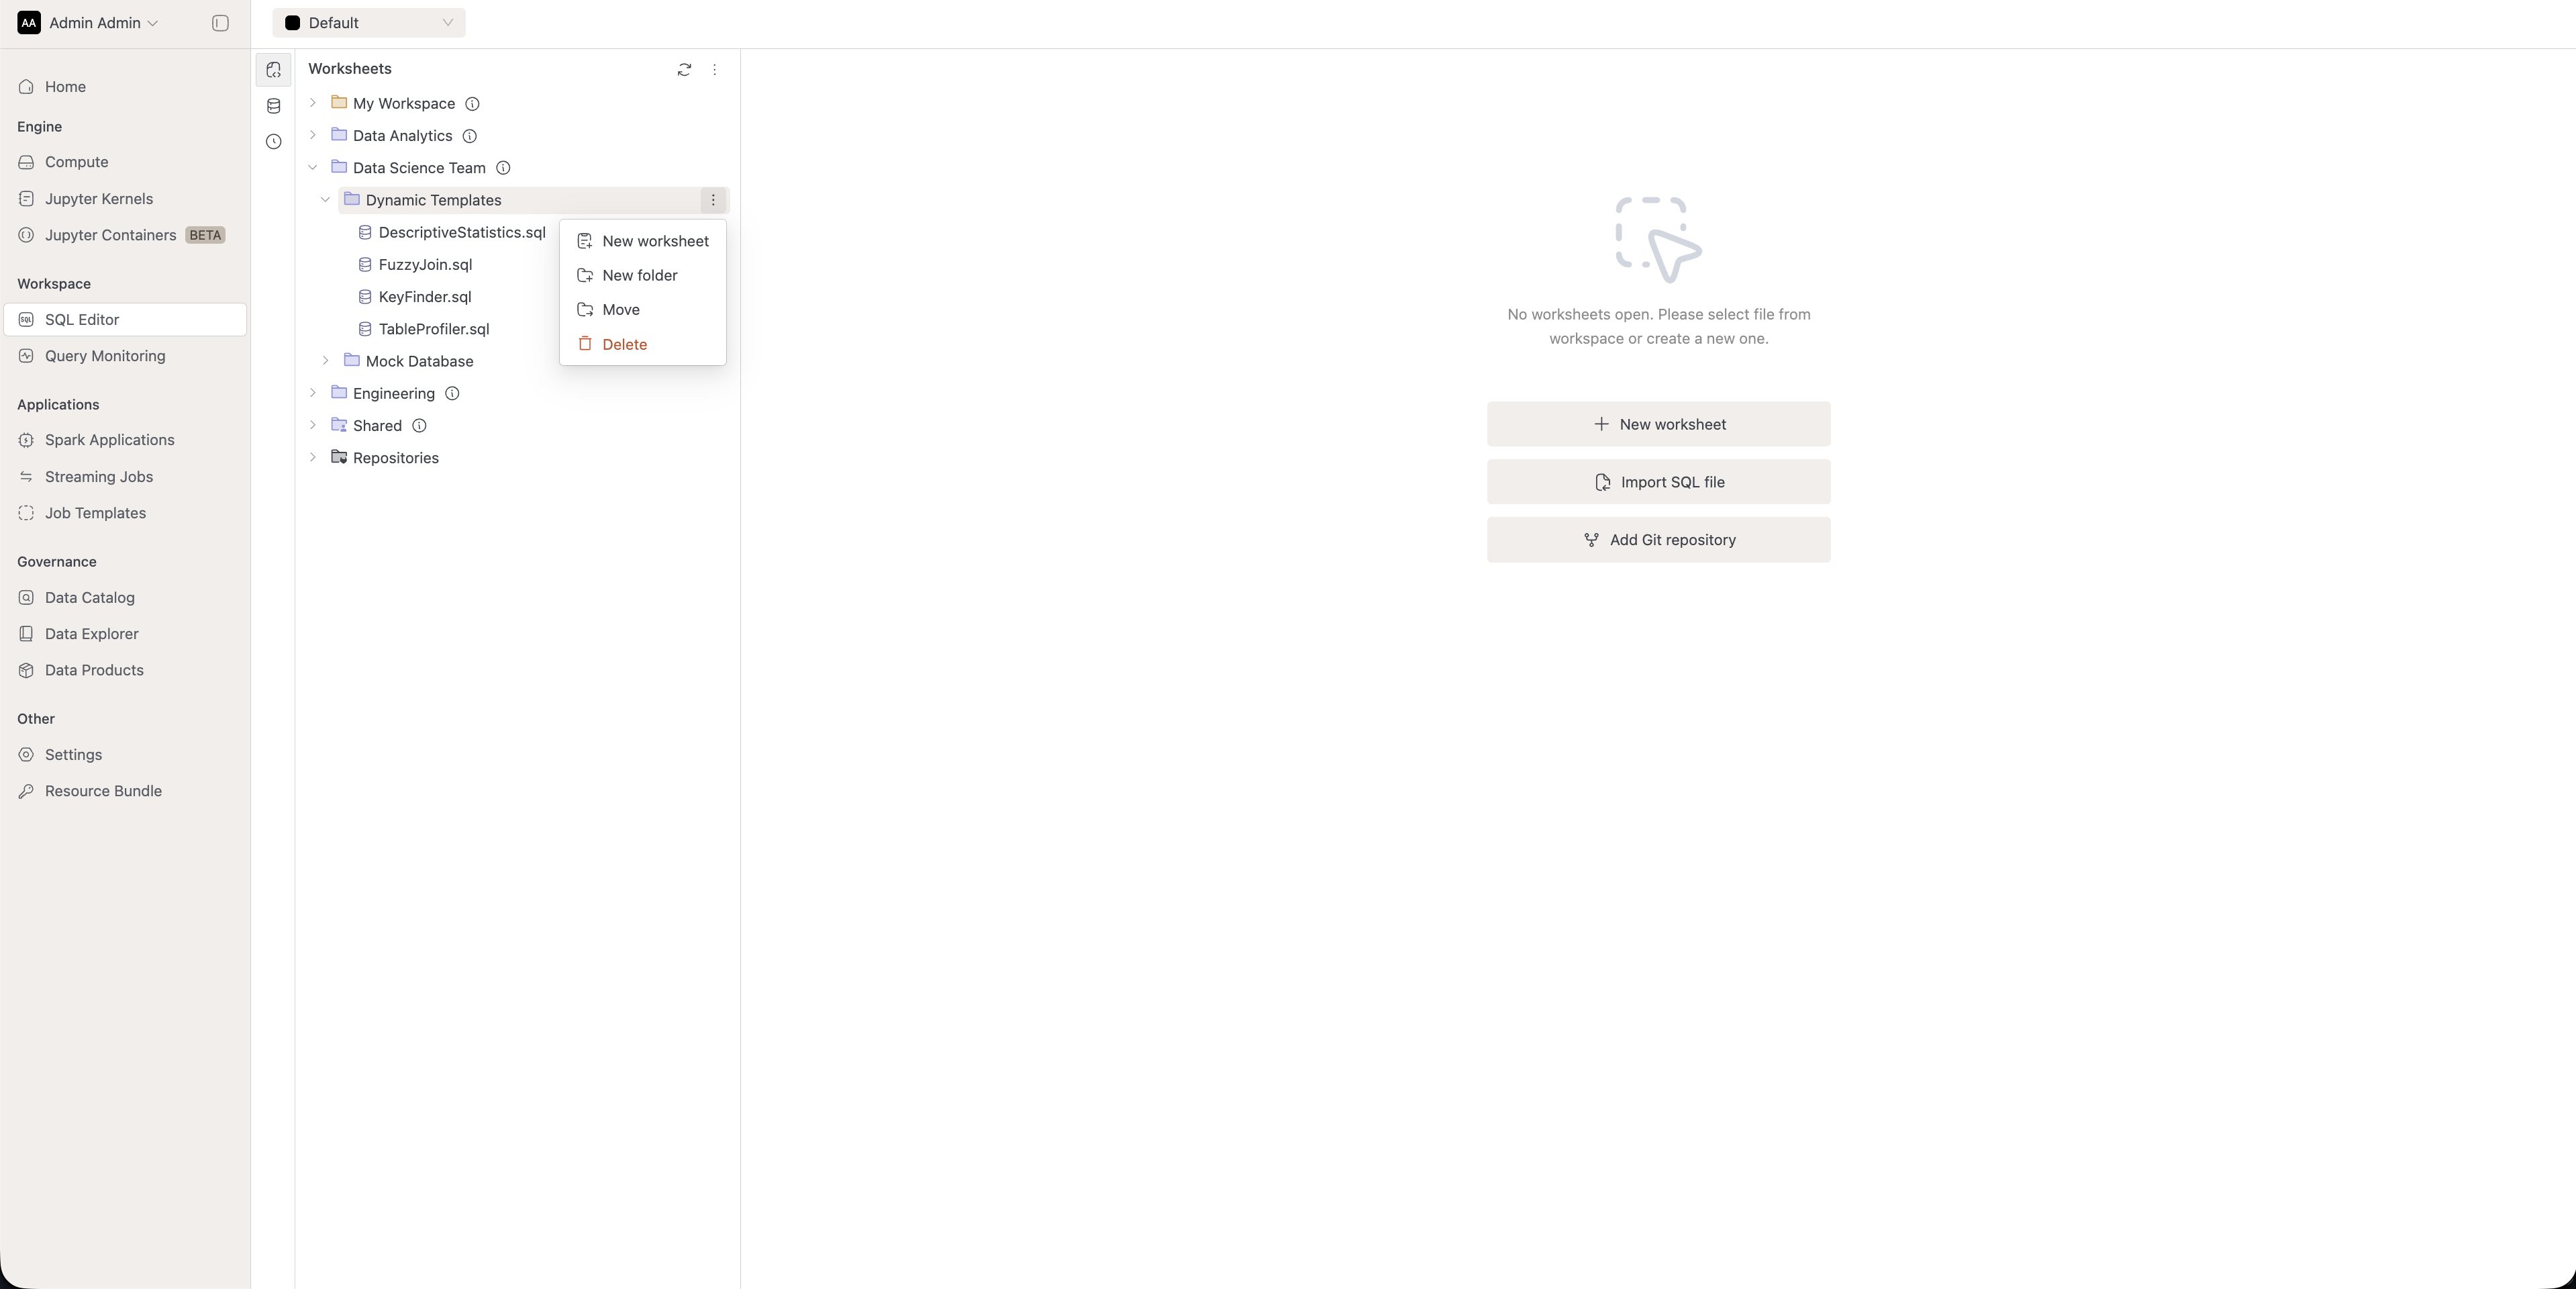 AA Admin Admin
Default
Home
Engine
Compute
Jupyter Kernels
Jupyter Containers BETA
Workspace
SQL Editor
Query Monitoring
Applications
Spark Applications
Streaming Jobs
Job Templates
Governance
Data Catalog
Data Explorer
Data Products
Other
Settings
Resource Bundle
Worksheets
My Workspace
Data Analytics
Data Science Team
Dynamic Templates
DescriptiveStatistics.sql
FuzzyJoin.sql
KeyFinder.sql
TableProfiler.sql
Mock Database
Engineering
Shared
Repositories
New worksheet
New folder
Move
Delete
No worksheets open. Please select file from
workspace or create a new one.
New worksheet
Import SQL file
Add Git repository